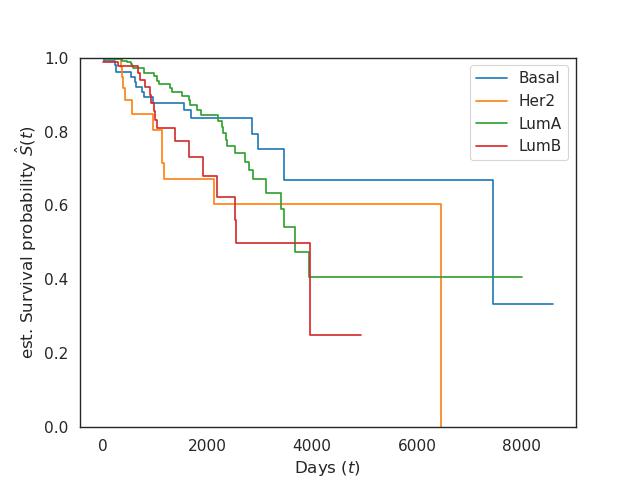 1.0
0.8
0.6
0.4
0.2
0.0
est. Survival probability Ŝ(t)
Basal
Her2
LumA
LumB
0 2000 4000 6000 8000
Days (t)